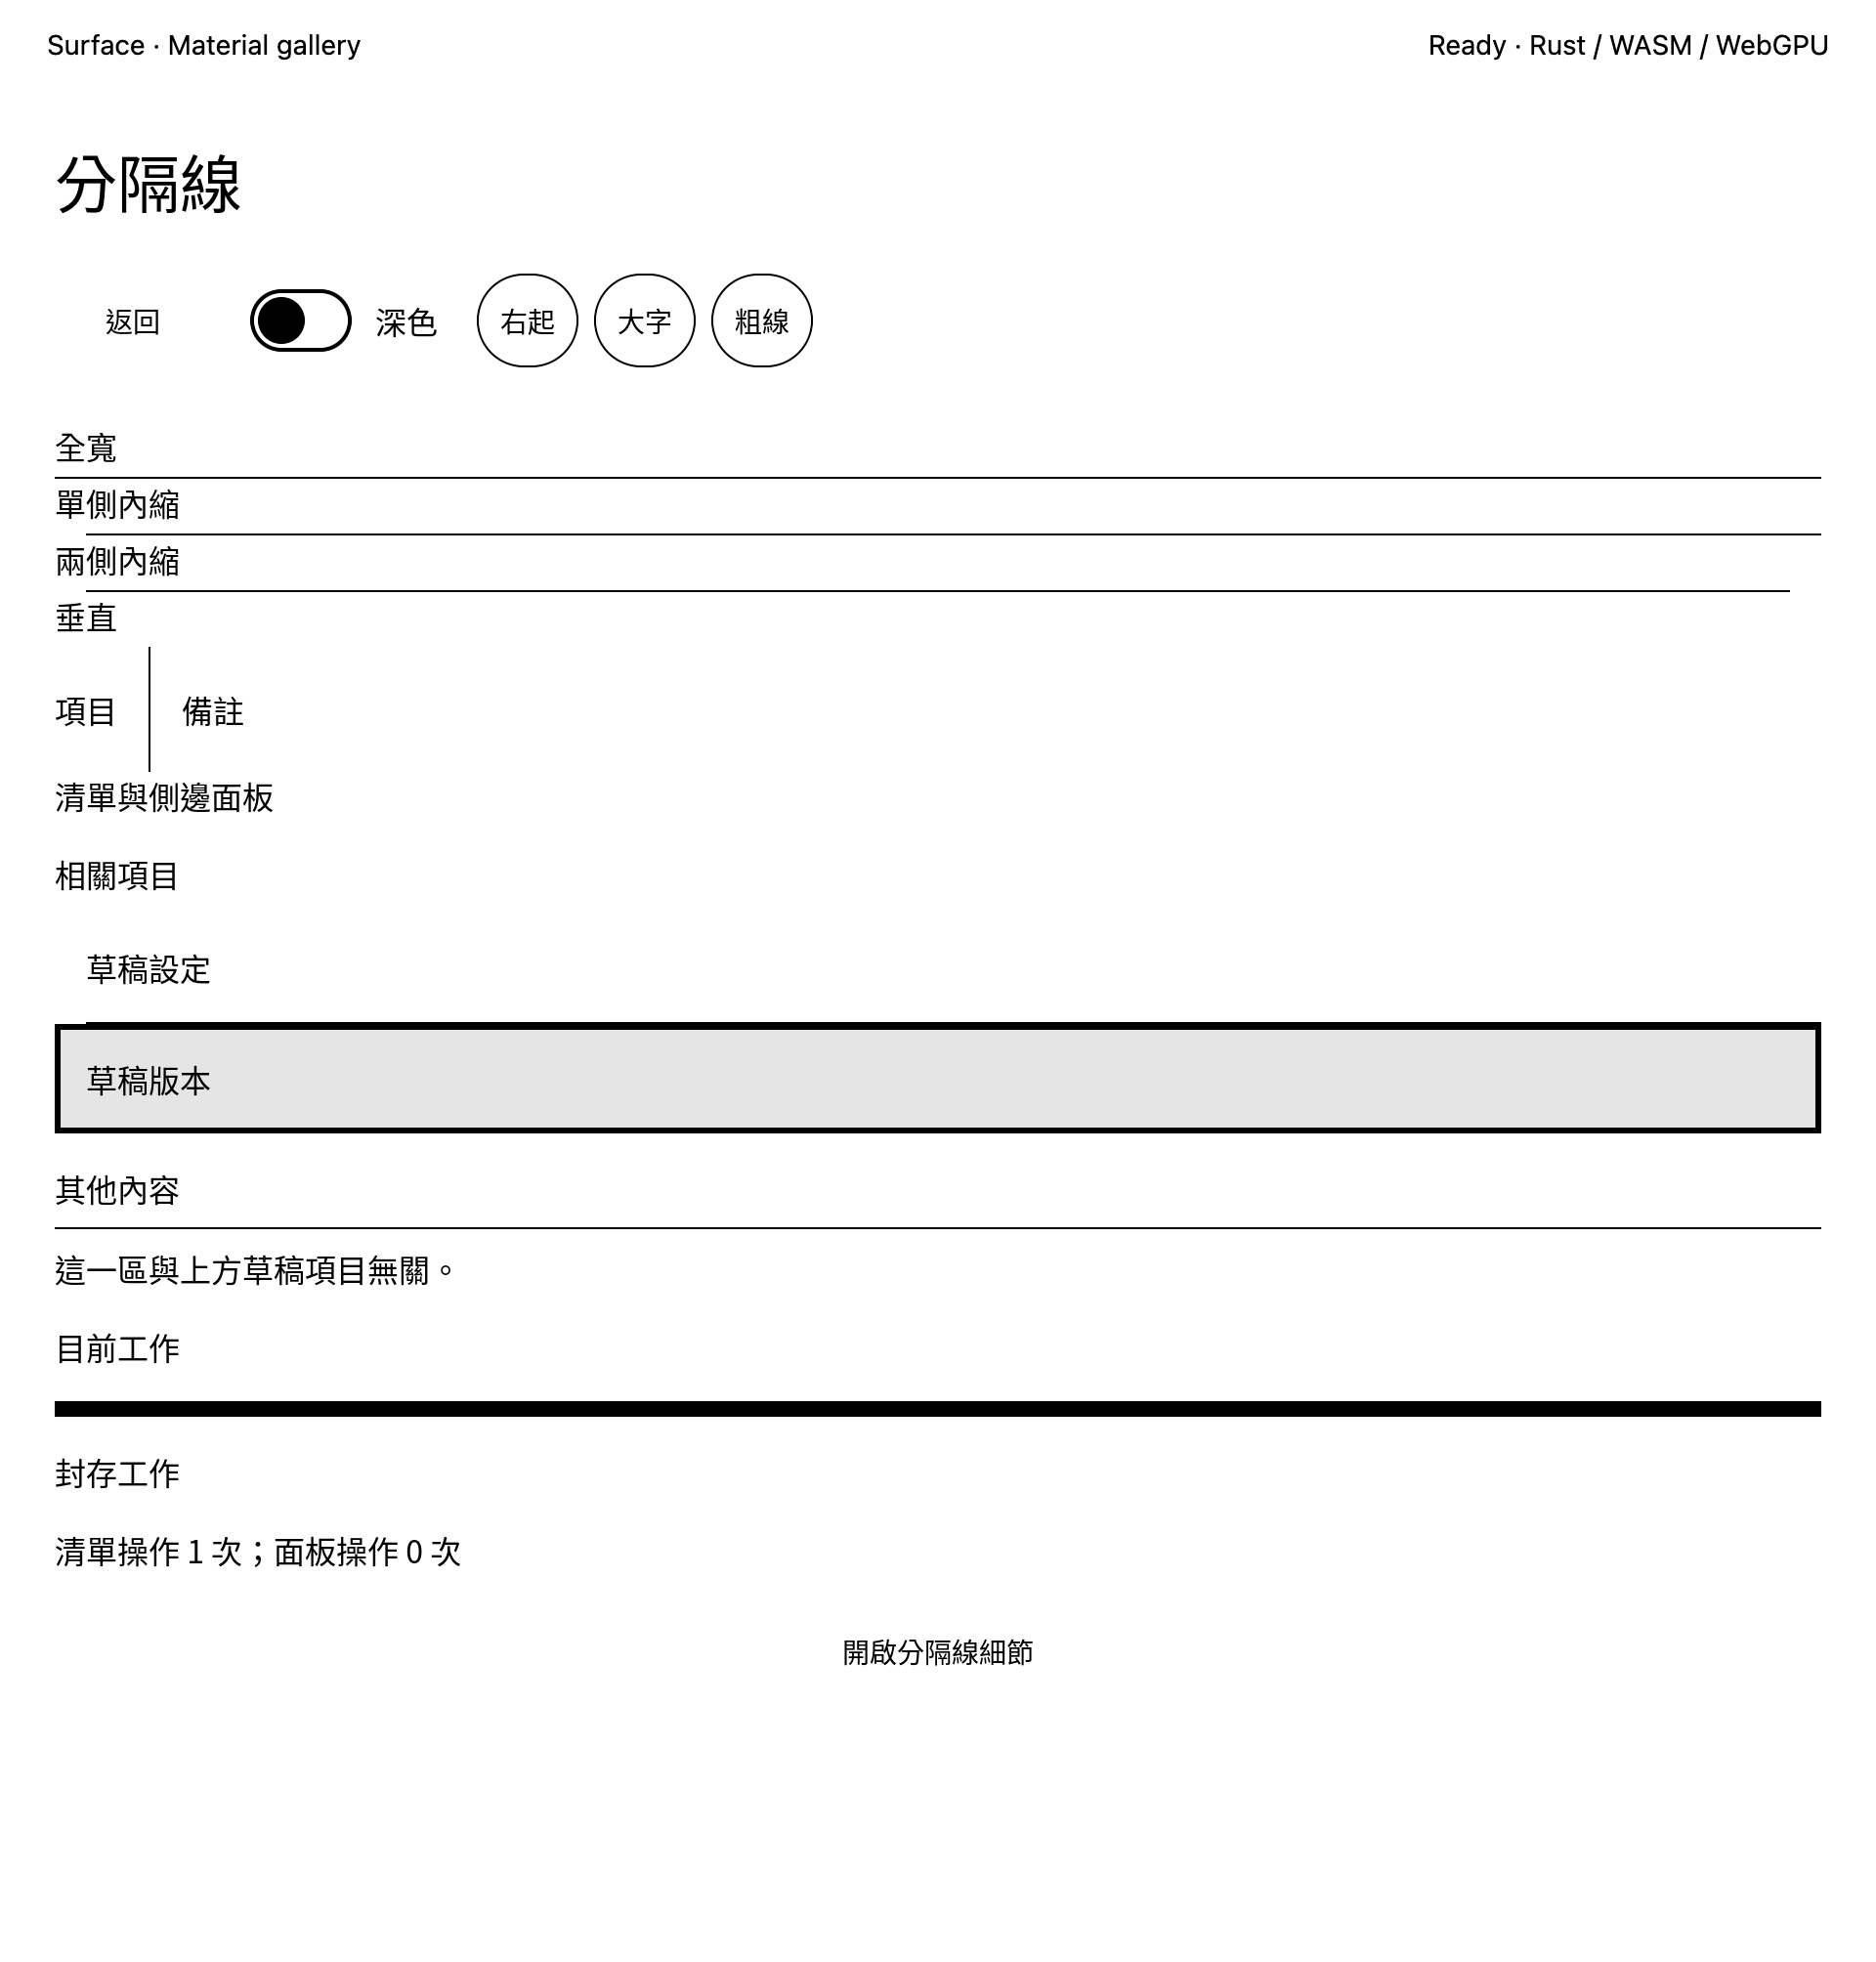 Surface · Material gallery
Ready · Rust / WASM / WebGPU
分隔線
返回 深色 右起 大字 粗線
全寬
單側內縮
兩側內縮
垂直
項目 備註
清單與側邊面板
相關項目
草稿設定
草稿版本
其他內容
這一區與上方草稿項目無關。
目前工作
封存工作
清單操作 1 次；面板操作 0 次
開啟分隔線細節